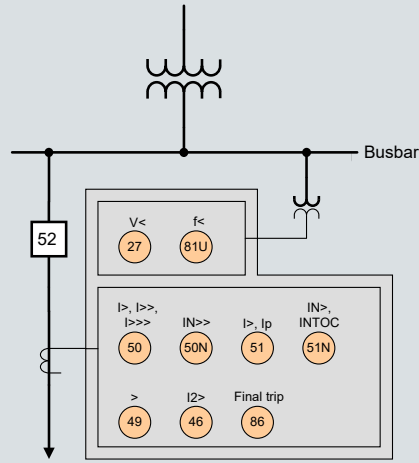 Busbar
52
V< f<
27 81U
I>, I>>,
I>>>
IN>>
I>, Ip
IN>,
INTOC
50 50N 51 51N
> I2> Final trip
49 46 86